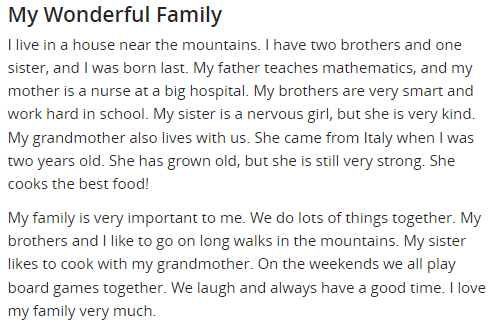 My Wonderful Family
I live in a house near the mountains. I have two brothers and one
sister, and I was born last. My father teaches mathematics, and my
mother is a nurse at a big hospital. My brothers are very smart and
work hard in school. My sister is a nervous girl, but she is very kind.
My grandmother also lives with us. She came from Italy when I was
two years old. She has grown old, but she is still very strong. She
cooks the best food!
My family is very important to me. We do lots of things together. My
brothers and I like to go on long walks in the mountains. My sister
likes to cook with my grandmother. On the weekends we all play
board games together. We laugh and always have a good time. I love
my family very much.